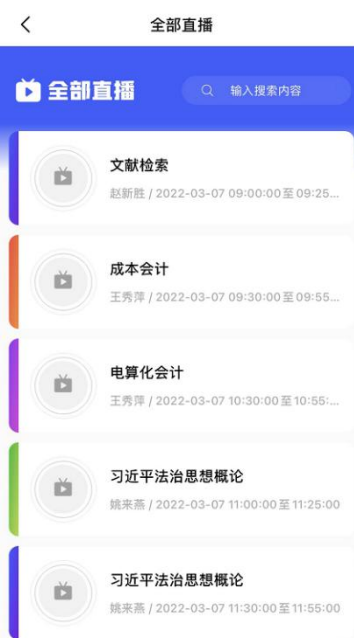 全部直播
全部直播
输入搜索内容
文献检索
赵新胜 / 2022-03-07 09:00:00至09:25...
成本会计
王秀萍 / 2022-03-07 09:30:00至09:55...
电算化会计
王秀萍 / 2022-03-07 10:30:00至10:55:...
习近平法治思想概论
姚来燕 / 2022-03-07 11:00:00至11:25:00
习近平法治思想概论
姚来燕 / 2022-03-07 11:30:00至11:55:00